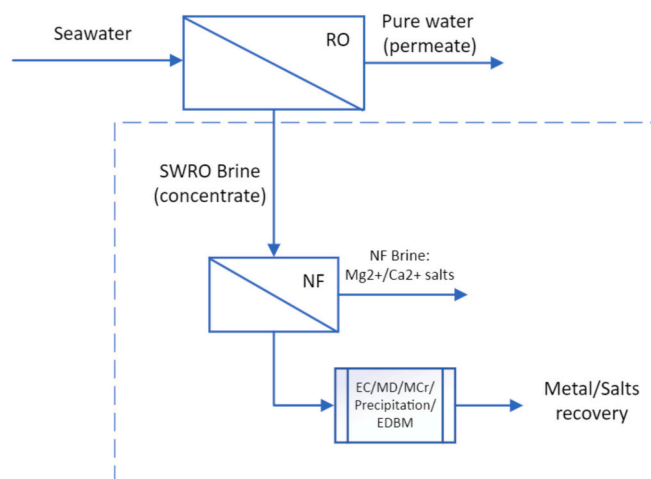 Seawater
RO
Pure water
(permeate)
SWRO Brine
(concentrate)
NF
NF Brine:
Mg2+/Ca2+ salts
EC/MD/MCr/
Precipitation/
EDBM
Metal/Salts
recovery